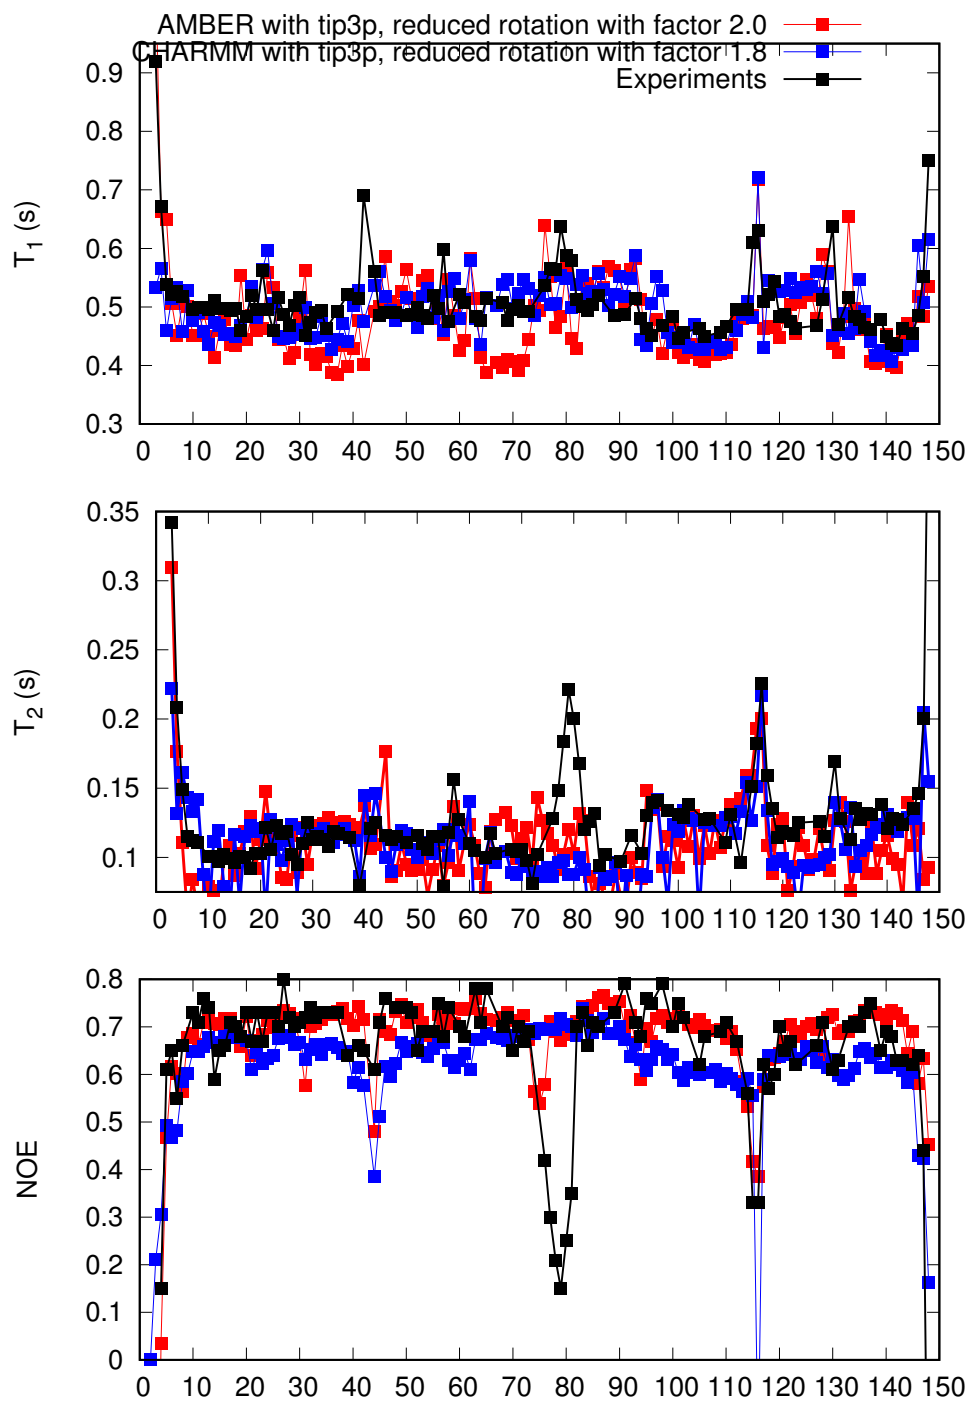 AMBER with tip3p, reduced rotation with factor 2.0
CHARMM with tip3p, reduced rotation with factor 1.8
Experiments
0.9
0.8
0.7
0.6
0.5
0.4
0.3
T1 (s)
0 10 20 30 40 50 60 70 80 90 100 110 120 130 140 150
0.35
0.3
0.25
0.2
0.15
0.1
T2 (s)
0 10 20 30 40 50 60 70 80 90 100 110 120 130 140 150
0.8
0.7
0.6
0.5
0.4
0.3
0.2
0.1
0
NOE
0 10 20 30 40 50 60 70 80 90 100 110 120 130 140 150